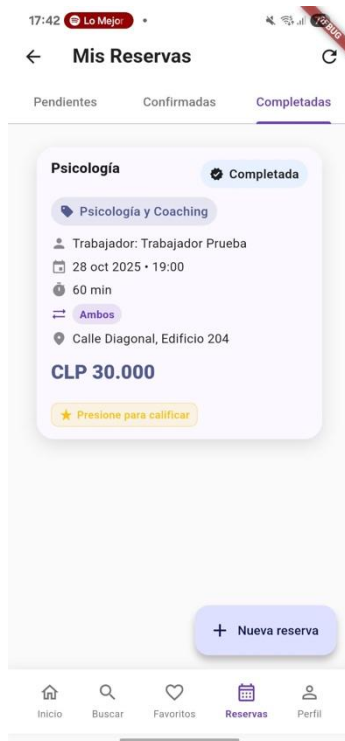 17:42 Lo Mejor •
Mis Reservas
Pendientes Confirmadas Completadas
Psicología
Completada
Psicología y Coaching
Trabajador: Trabajador Prueba
28 oct 2025 • 19:00
60 min
Ambos
Calle Diagonal, Edificio 204
CLP 30.000
Presione para calificar
+ Nueva reserva
Inicio Buscar Favoritos Reservas Perfil